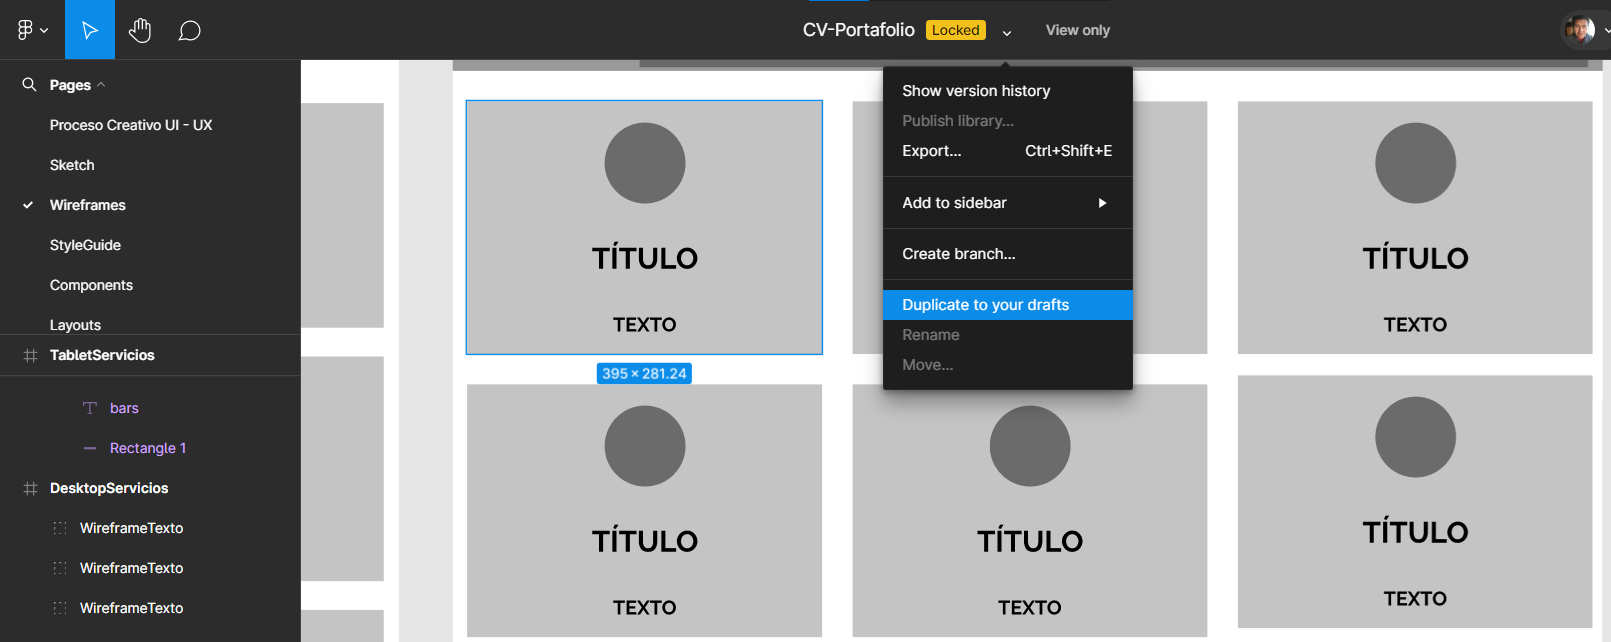 CV-Portafolio Locked View only
Pages
Proceso Creativo UI - UX
Sketch
Wireframes
StyleGuide
Components
Layouts
TabletServicios
bars
Rectangle 1
DesktopServicios
WireframeTexto
WireframeTexto
WireframeTexto
Show version history
Publish library...
Export... Ctrl+Shift+E
Add to sidebar
Create branch...
Duplicate to your drafts
Rename
Move...
TÍTULO
TEXTO
395 × 281.24
TÍTULO
TEXTO
TÍTULO
TEXTO
TÍTULO
TEXTO
TÍTULO
TEXTO